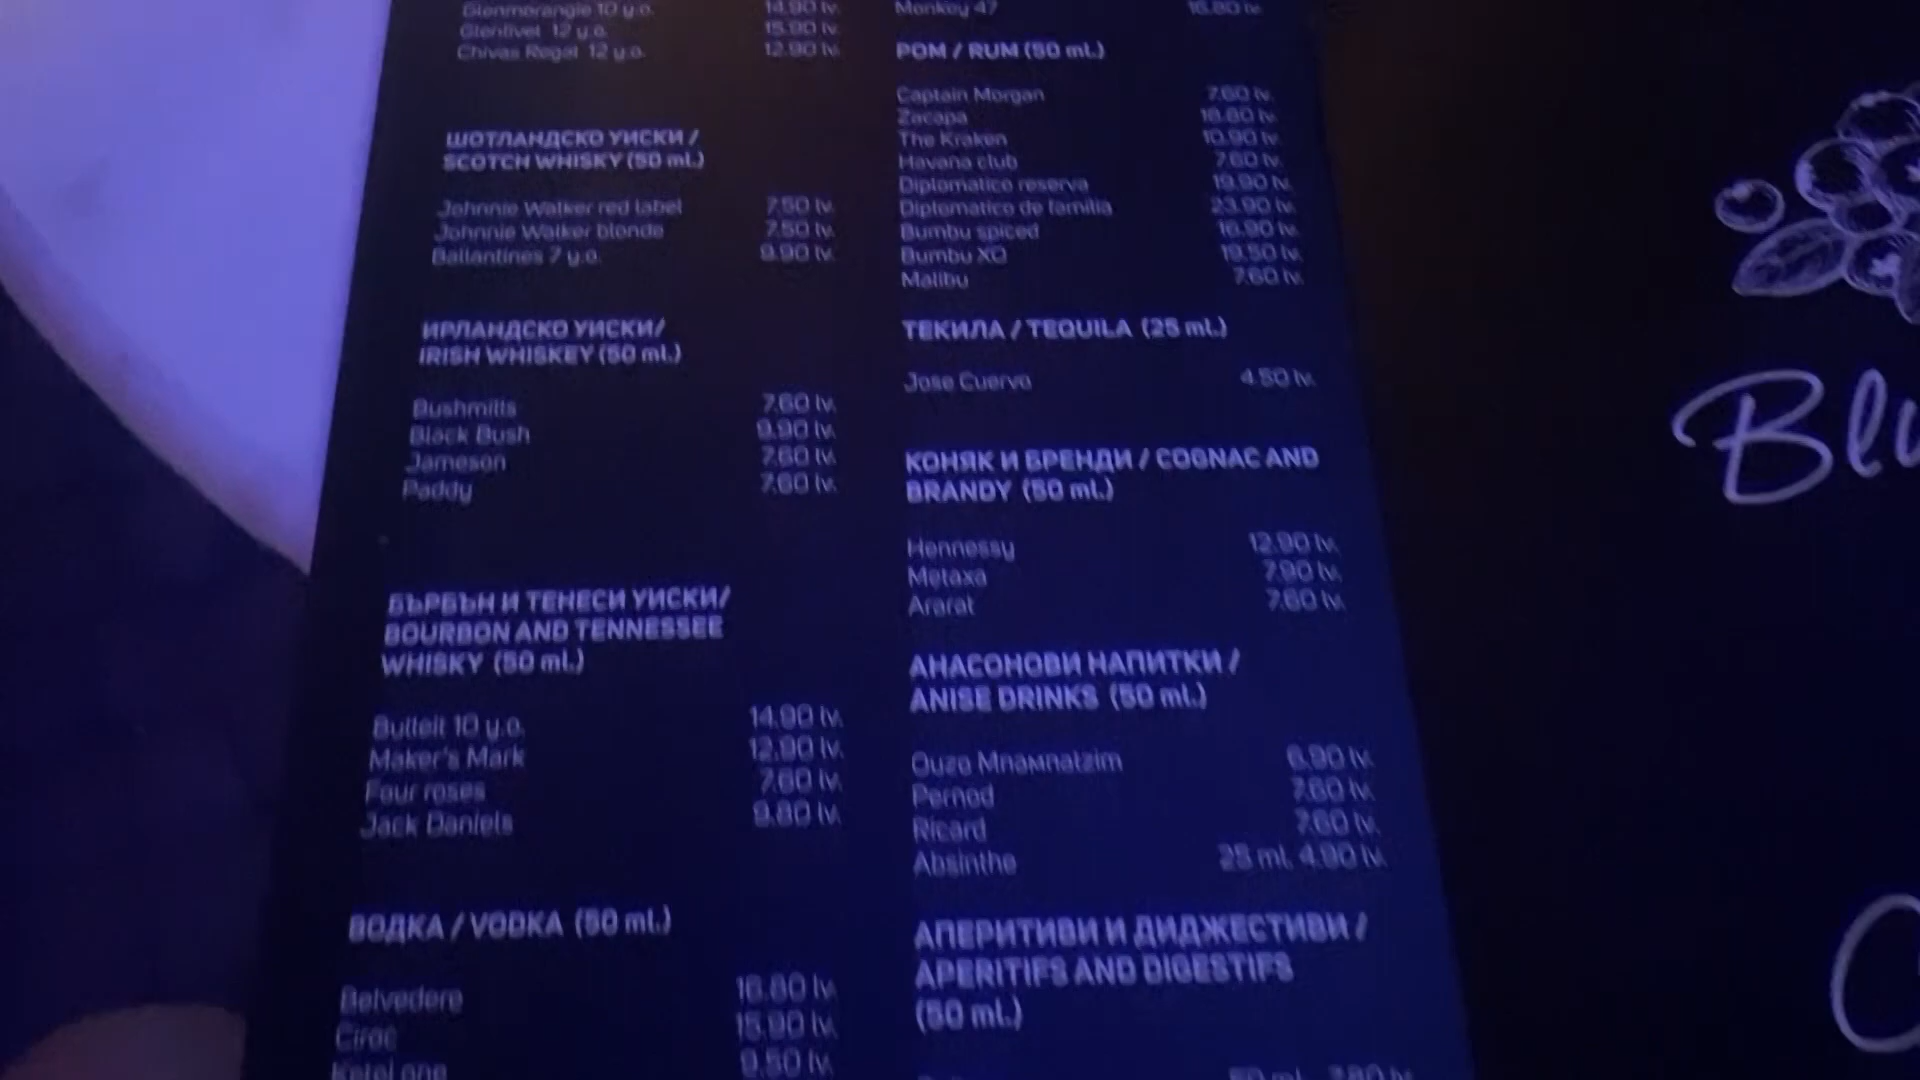 Glenmorangie 10 y.o. 14.90 lv.
Glenlivet 12 y.o. 15.90 lv.
Chivas Regal 12 y.o. 12.90 lv.
ШОТЛАНДСКО УИСКИ /
SCOTCH WHISKY (50 ml.)
Johnnie Walker red label 7.50 lv.
Johnnie Walker blonde 7.50 lv.
Ballantines 7 y.o. 9.90 lv.
ИРЛАНДСКО УИСКИ/
IRISH WHISKEY (50 ml.)
Bushmills 7.60 lv.
Black Bush 9.90 lv.
Jameson 7.60 lv.
Paddy 7.60 lv.
БЪРБЪН И ТЕНЕСИ УИСКИ/
BOURBON AND TENNESSEE
WHISKY (50 ml.)
Bulleit 10 y.o. 14.90 lv.
Maker's Mark 12.90 lv.
Four roses 7.60 lv.
Jack Daniels 9.80 lv.
ВОДКА / VODKA (50 ml.)
Belvedere 16.80 lv.
Ciroc 15.90 lv.
Ketel one 9.50 lv.
Monkey 47 16.80 lv.
РОМ / RUM (50 ml.)
Captain Morgan 7.60 lv.
Zacapa 18.80 lv.
The Kraken 10.90 lv.
Havana club 7.60 lv.
Diplomatico reserva 19.90 lv.
Diplomatico de familia 23.90 lv.
Bumbu spiced 16.90 lv.
Bumbu XO 19.50 lv.
Malibu 7.60 lv.
ТЕКИЛА / TEQUILA (25 ml.)
Jose Cuervo 4.50 lv.
КОНЯК И БРЕНДИ / COGNAC AND
BRANDY (50 ml.)
Hennessy 12.90 lv.
Metaxa 7.90 lv.
Ararat 7.60 lv.
АНАСОНОВИ НАПИТКИ /
ANISE DRINKS (50 ml.)
Ouzo 6.90 lv.
Pernod 7.60 lv.
Ricard 7.60 lv.
Absinthe 25 ml. 4.90 lv.
АПЕРИТИВИ И ДИДЖЕСТИВИ /
APERITIFS AND DIGESTIFS
(50 ml.)
50 ml. 7.80 lv.